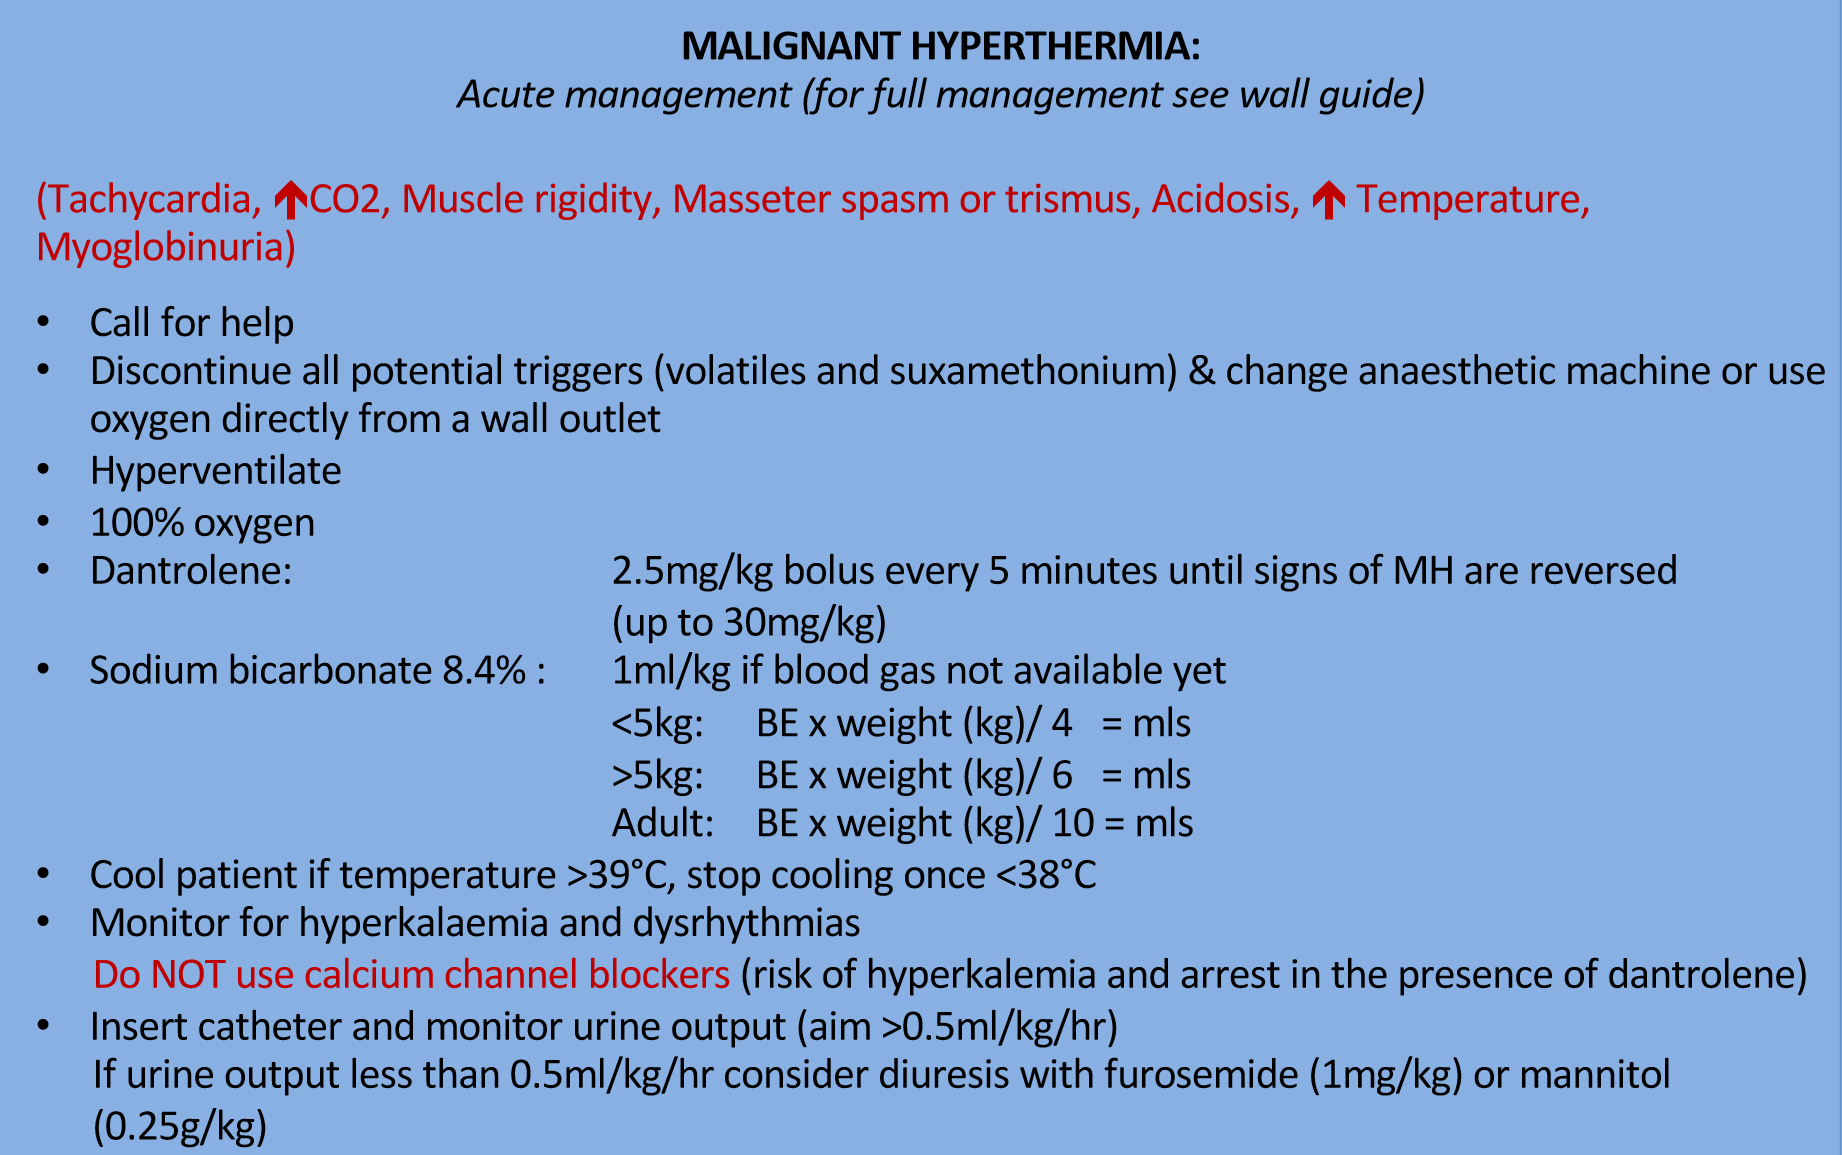 MALIGNANT HYPERTHERMIA:
Acute management (for full management see wall guide)
(Tachycardia, ↑CO2, Muscle rigidity, Masseter spasm or trismus, Acidosis, ↑ Temperature,
Myoglobinuria)
• Call for help
• Discontinue all potential triggers (volatiles and suxamethonium) & change anaesthetic machine or use
oxygen directly from a wall outlet
• Hyperventilate
• 100% oxygen
• Dantrolene: 2.5mg/kg bolus every 5 minutes until signs of MH are reversed
(up to 30mg/kg)
• Sodium bicarbonate 8.4% : 1ml/kg if blood gas not available yet
<5kg: BE x weight (kg)/ 4 = mls
>5kg: BE x weight (kg)/ 6 = mls
Adult: BE x weight (kg)/ 10 = mls
• Cool patient if temperature >39°C, stop cooling once <38°C
• Monitor for hyperkalaemia and dysrhythmias
Do NOT use calcium channel blockers (risk of hyperkalemia and arrest in the presence of dantrolene)
• Insert catheter and monitor urine output (aim >0.5ml/kg/hr)
If urine output less than 0.5ml/kg/hr consider diuresis with furosemide (1mg/kg) or mannitol
(0.25g/kg)